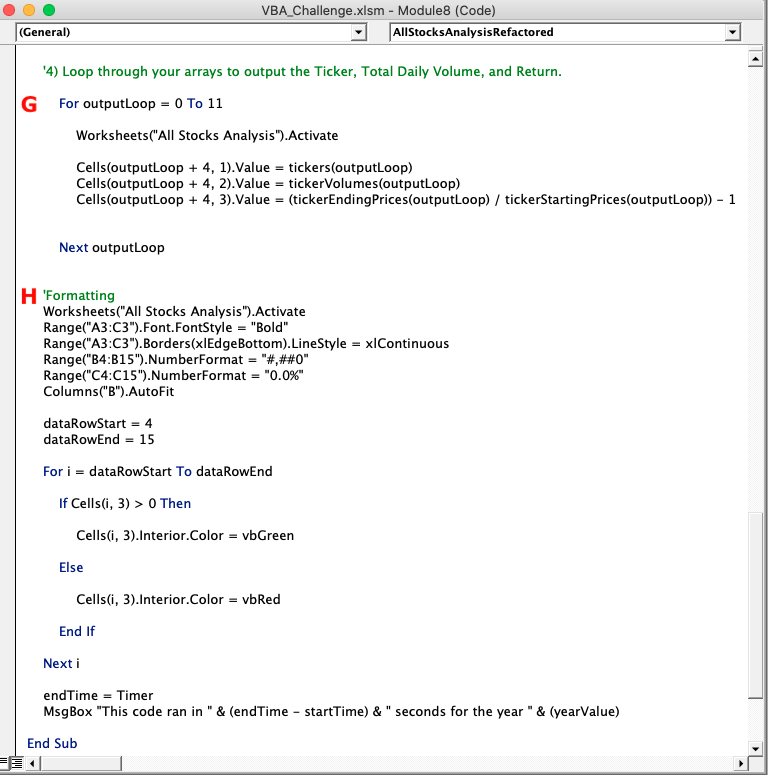 VBA_Challenge.xlsm - Module8 (Code)
(General)
AllStocksAnalysisRefactored
'4) Loop through your arrays to output the Ticker, Total Daily Volume, and Return.
G
For outputLoop = 0 To 11
Worksheets("All Stocks Analysis").Activate
Cells(outputLoop + 4, 1).Value = tickers(outputLoop)
Cells(outputLoop + 4, 2).Value = tickerVolumes(outputLoop)
Cells(outputLoop + 4, 3).Value = (tickerEndingPrices(outputLoop) / tickerStartingPrices(outputLoop)) - 1
Next outputLoop
H
'Formatting
Worksheets("All Stocks Analysis").Activate
Range("A3:C3").Font.FontStyle = "Bold"
Range("A3:C3").Borders(xlEdgeBottom).LineStyle = xlContinuous
Range("B4:B15").NumberFormat = "#,##0"
Range("C4:C15").NumberFormat = "0.0%"
Columns("B").AutoFit
dataRowStart = 4
dataRowEnd = 15
For i = dataRowStart To dataRowEnd
If Cells(i, 3) > 0 Then
Cells(i, 3).Interior.Color = vbGreen
Else
Cells(i, 3).Interior.Color = vbRed
End If
Next i
endTime = Timer
MsgBox "This code ran in " & (endTime - startTime) & " seconds for the year " & (yearValue)
End Sub